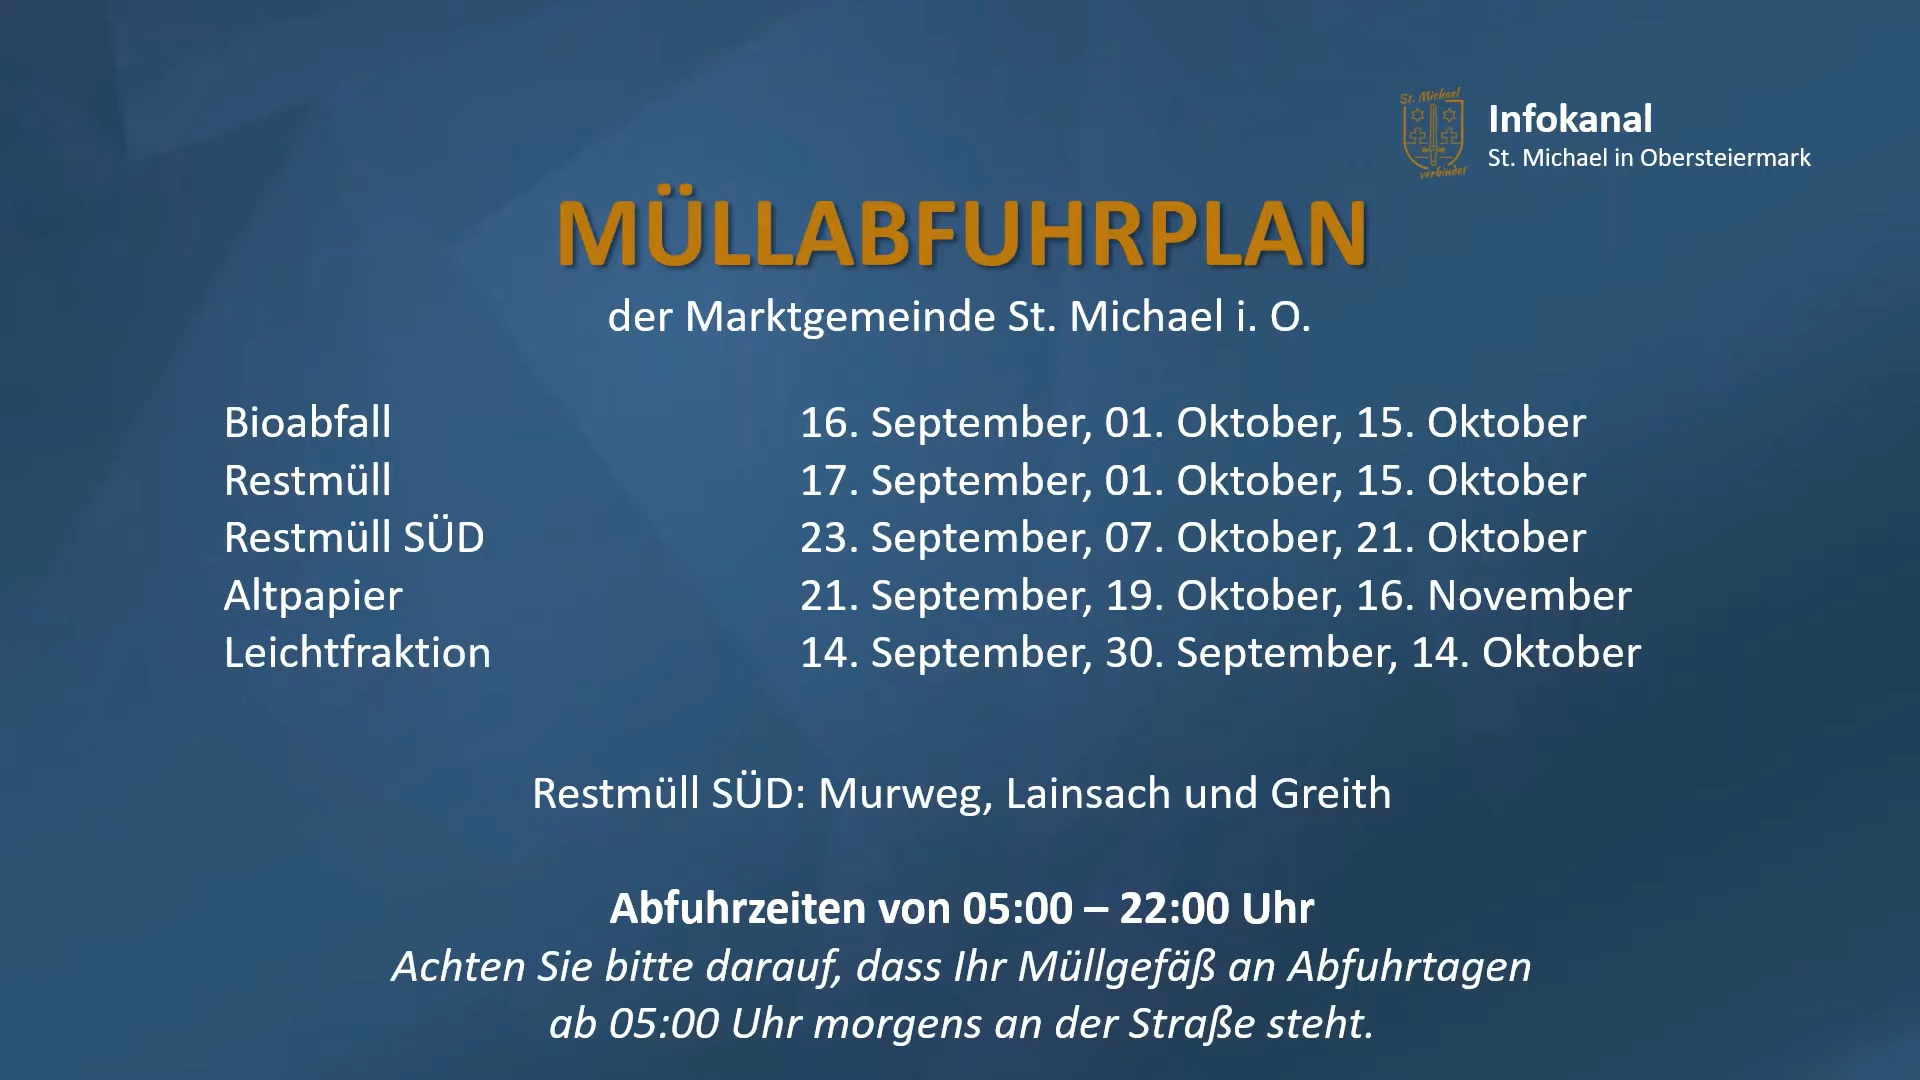 St. Michael
verbindet
Infokanal
St. Michael in Obersteiermark
MÜLLABFUHRPLAN
der Marktgemeinde St. Michael i. O.
Bioabfall 16. September, 01. Oktober, 15. Oktober
Restmüll 17. September, 01. Oktober, 15. Oktober
Restmüll SÜD 23. September, 07. Oktober, 21. Oktober
Altpapier 21. September, 19. Oktober, 16. November
Leichtfraktion 14. September, 30. September, 14. Oktober
Restmüll SÜD: Murweg, Lainsach und Greith
Abfuhrzeiten von 05:00 – 22:00 Uhr
Achten Sie bitte darauf, dass Ihr Müllgefäß an Abfuhrtagen
ab 05:00 Uhr morgens an der Straße steht.